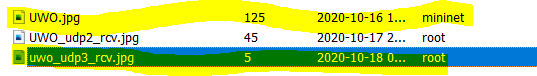 UWO.jpg 125 2020-10-16 1... mininet
UWO_udp2_rcv.jpg 45 2020-10-17 2... root
uwo_udp3_rcv.jpg 5 2020-10-18 0... root